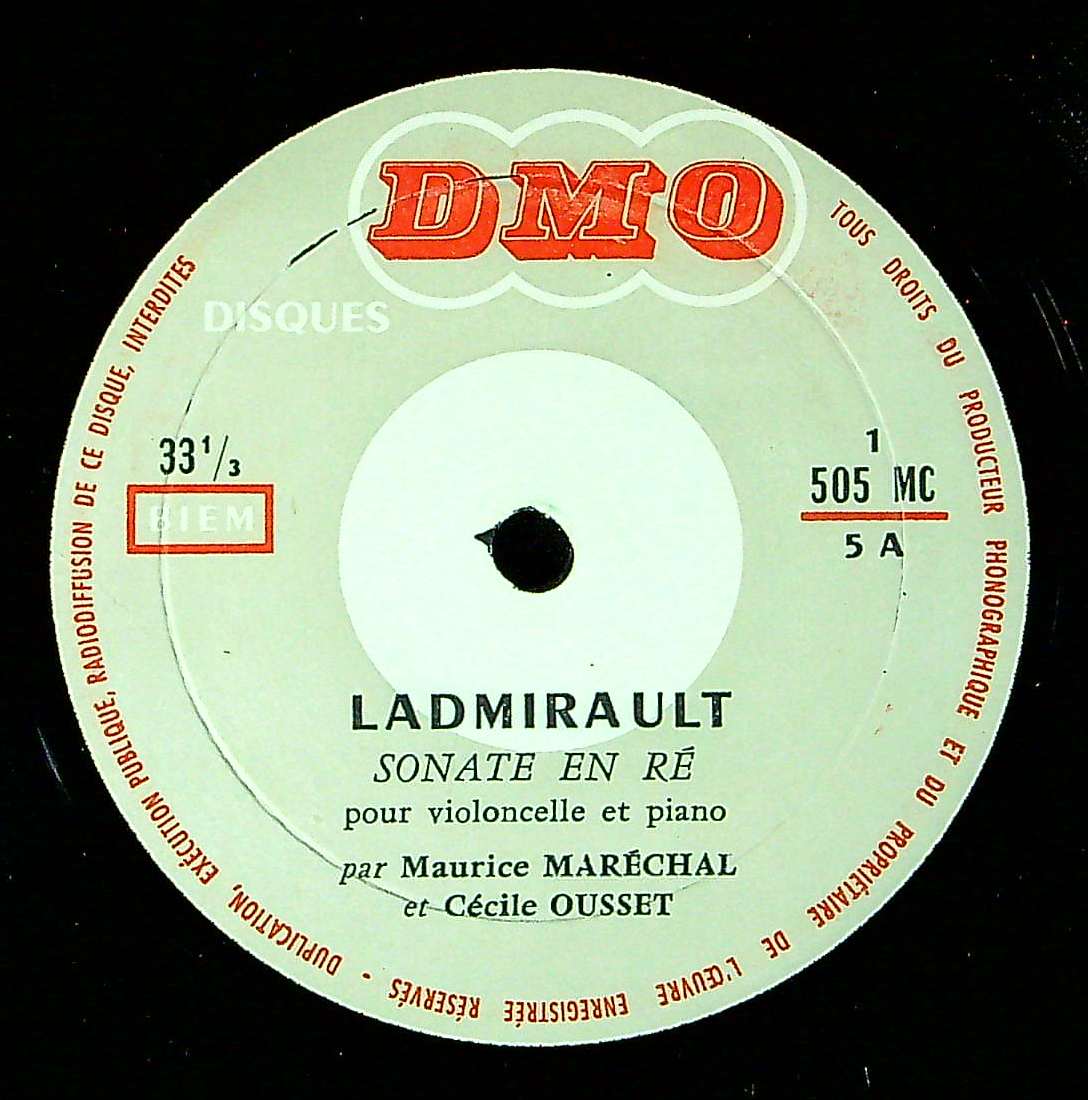 DMO
DISQUES
33 1/3
BIEM
1
505 MC
5 A
LADMIRAULT
SONATE EN RÉ
pour violoncelle et piano
par Maurice MARÉCHAL
et Cécile OUSSET
TOUS DROITS DU PRODUCTEUR PHONOGRAPHIQUE ET DU PROPRIÉTAIRE DE L'ŒUVRE ENREGISTRÉE RÉSERVÉS - DUPLICATION, EXÉCUTION PUBLIQUE, RADIODIFFUSION DE CE DISQUE, INTERDITES